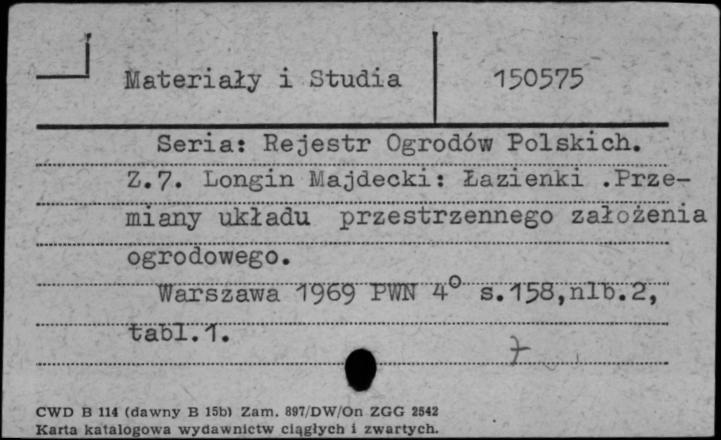 Materiały i Studia 150575
Seria: Rejestr Ogrodów Polskich.
Z.7. Longin Majdecki: Łazienki .Prze-
miany układu przestrzennego założenia
ogrodowego.
Warszawa 1969 PWN 4° s.158,nlb.2,
tabl.1.
CWD B 114 (dawny B 15b) Zam. 897/DW/On ZGG 2542
Karta katalogowa wydawnictw ciągłych i zwartych.